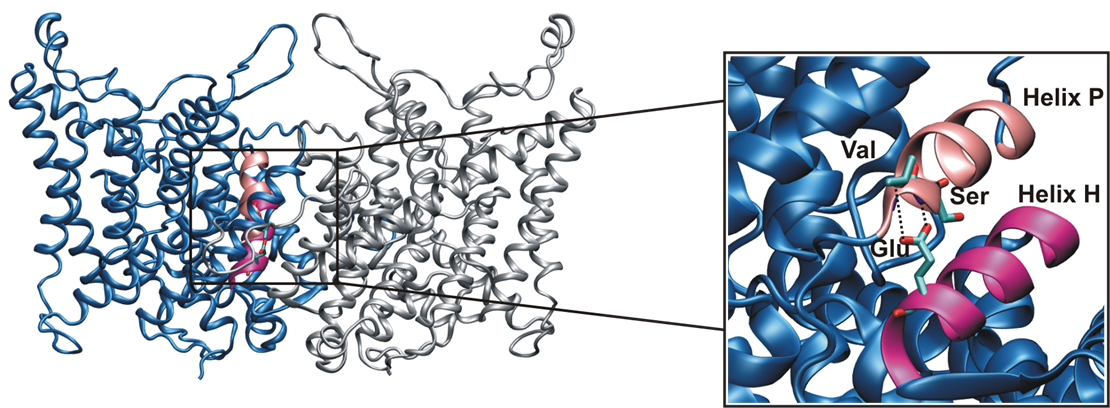 Helix P
Val
Ser
Helix H
Glu